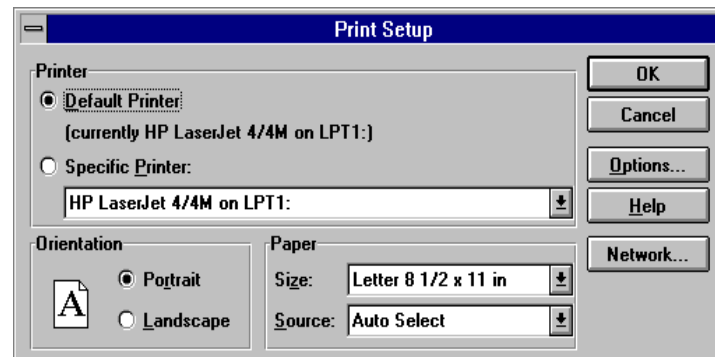 Print Setup
Printer
Default Printer
(currently HP LaserJet 4/4M on LPT1:)
Specific Printer:
HP LaserJet 4/4M on LPT1:
OK
Cancel
Options...
Help
Network...
Orientation
A
Portrait
Landscape
Paper
Size: Letter 8 1/2 x 11 in
Source: Auto Select